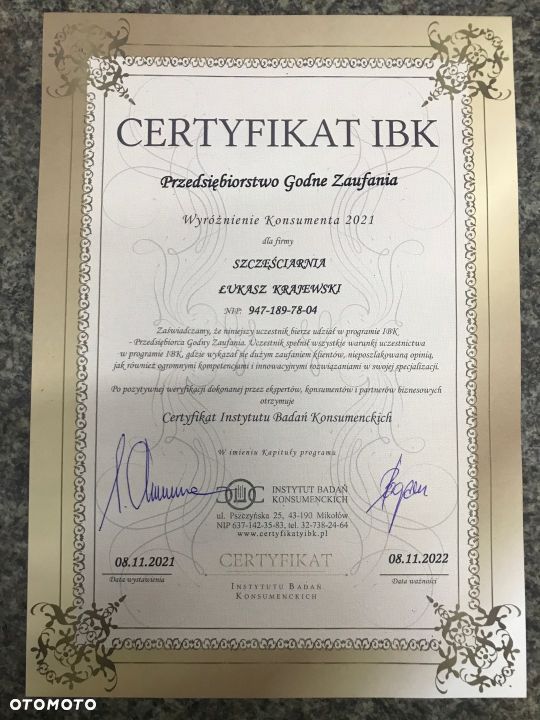 CERTYFIKAT IBK
Przedsiębiorstwo Godne Zaufania
Wyróżnienie Konsumenta 2021
dla firmy
SZCZĘŚCIARNIA
ŁUKASZ KRAJEWSKI
NIP: 947-189-78-04
Zaświadczamy, że niniejszy uczestnik bierze udział w programie IBK
- Przedsiębiorca Godny Zaufania. Uczestnik spełnił wszystkie warunki uczestnictwa
w programie IBK, gdzie wykazał się dużym zaufaniem klientów, nieposzlakowaną opinią,
jak również ogromnymi kompetencjami i innowacyjnymi rozwiązaniami w swojej specjalizacji.
Po pozytywnej weryfikacji dokonanej przez ekspertów, konsumentów i partnerów biznesowych
otrzymuje
Certyfikat Instytutu Badań Konsumenckich
W imieniu Kapituły programu
INSTYTUT BADAŃ
KONSUMENCKICH
ul. Pszczyńska 25, 43-190 Mikołów
NIP 637-142-35-83, tel. 32-738-24-64
www.certyfikatyibk.pl
08.11.2021 CERTYFIKAT 08.11.2022
Data wystawienia Instytutu Badań Data ważności
Konsumenckich
OTOMOTO